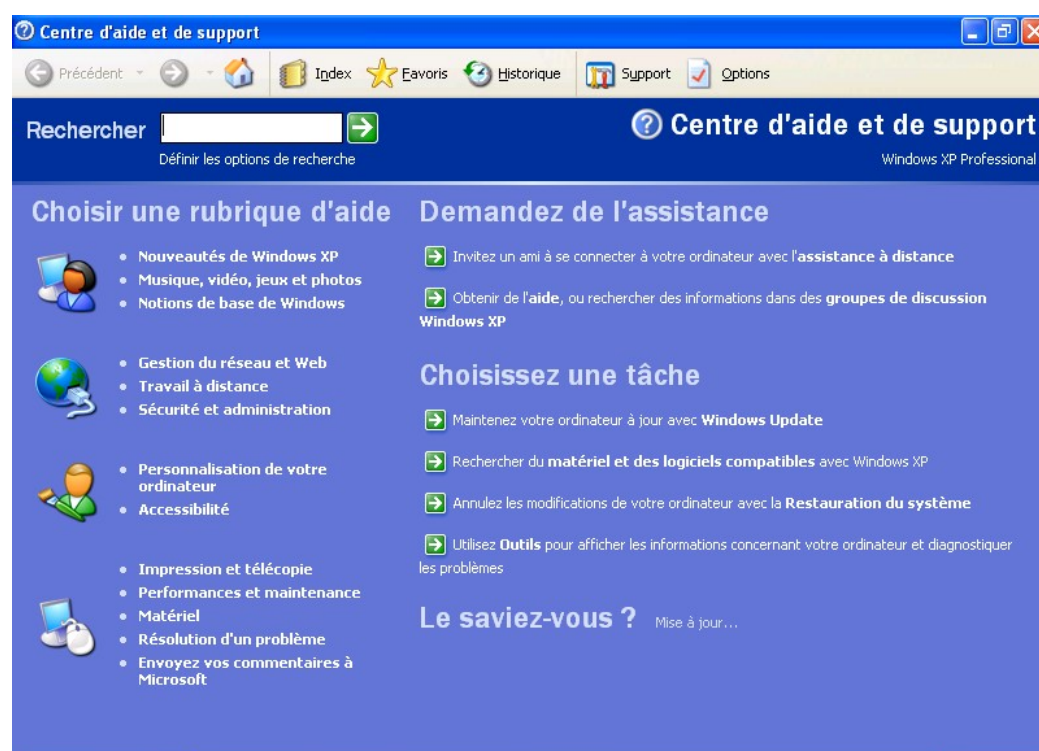 Centre d'aide et de support
Précédent
Index
Favoris
Historique
Support
Options
Rechercher
Définir les options de recherche
Centre d'aide et de support
Windows XP Professional
Choisir une rubrique d'aide
Nouveautés de Windows XP
Musique, vidéo, jeux et photos
Notions de base de Windows
Gestion du réseau et Web
Travail à distance
Sécurité et administration
Personnalisation de votre
ordinateur
Accessibilité
Impression et télécopie
Performances et maintenance
Matériel
Résolution d'un problème
Envoyez vos commentaires à
Microsoft
Demandez de l'assistance
Invitez un ami à se connecter à votre ordinateur avec l'assistance à distance
Obtenir de l'aide, ou rechercher des informations dans des groupes de discussion
Windows XP
Choisissez une tâche
Maintenez votre ordinateur à jour avec Windows Update
Rechercher du matériel et des logiciels compatibles avec Windows XP
Annulez les modifications de votre ordinateur avec la Restauration du système
Utilisez Outils pour afficher les informations concernant votre ordinateur et diagnostiquer
les problèmes
Le saviez-vous ? Mise à jour...